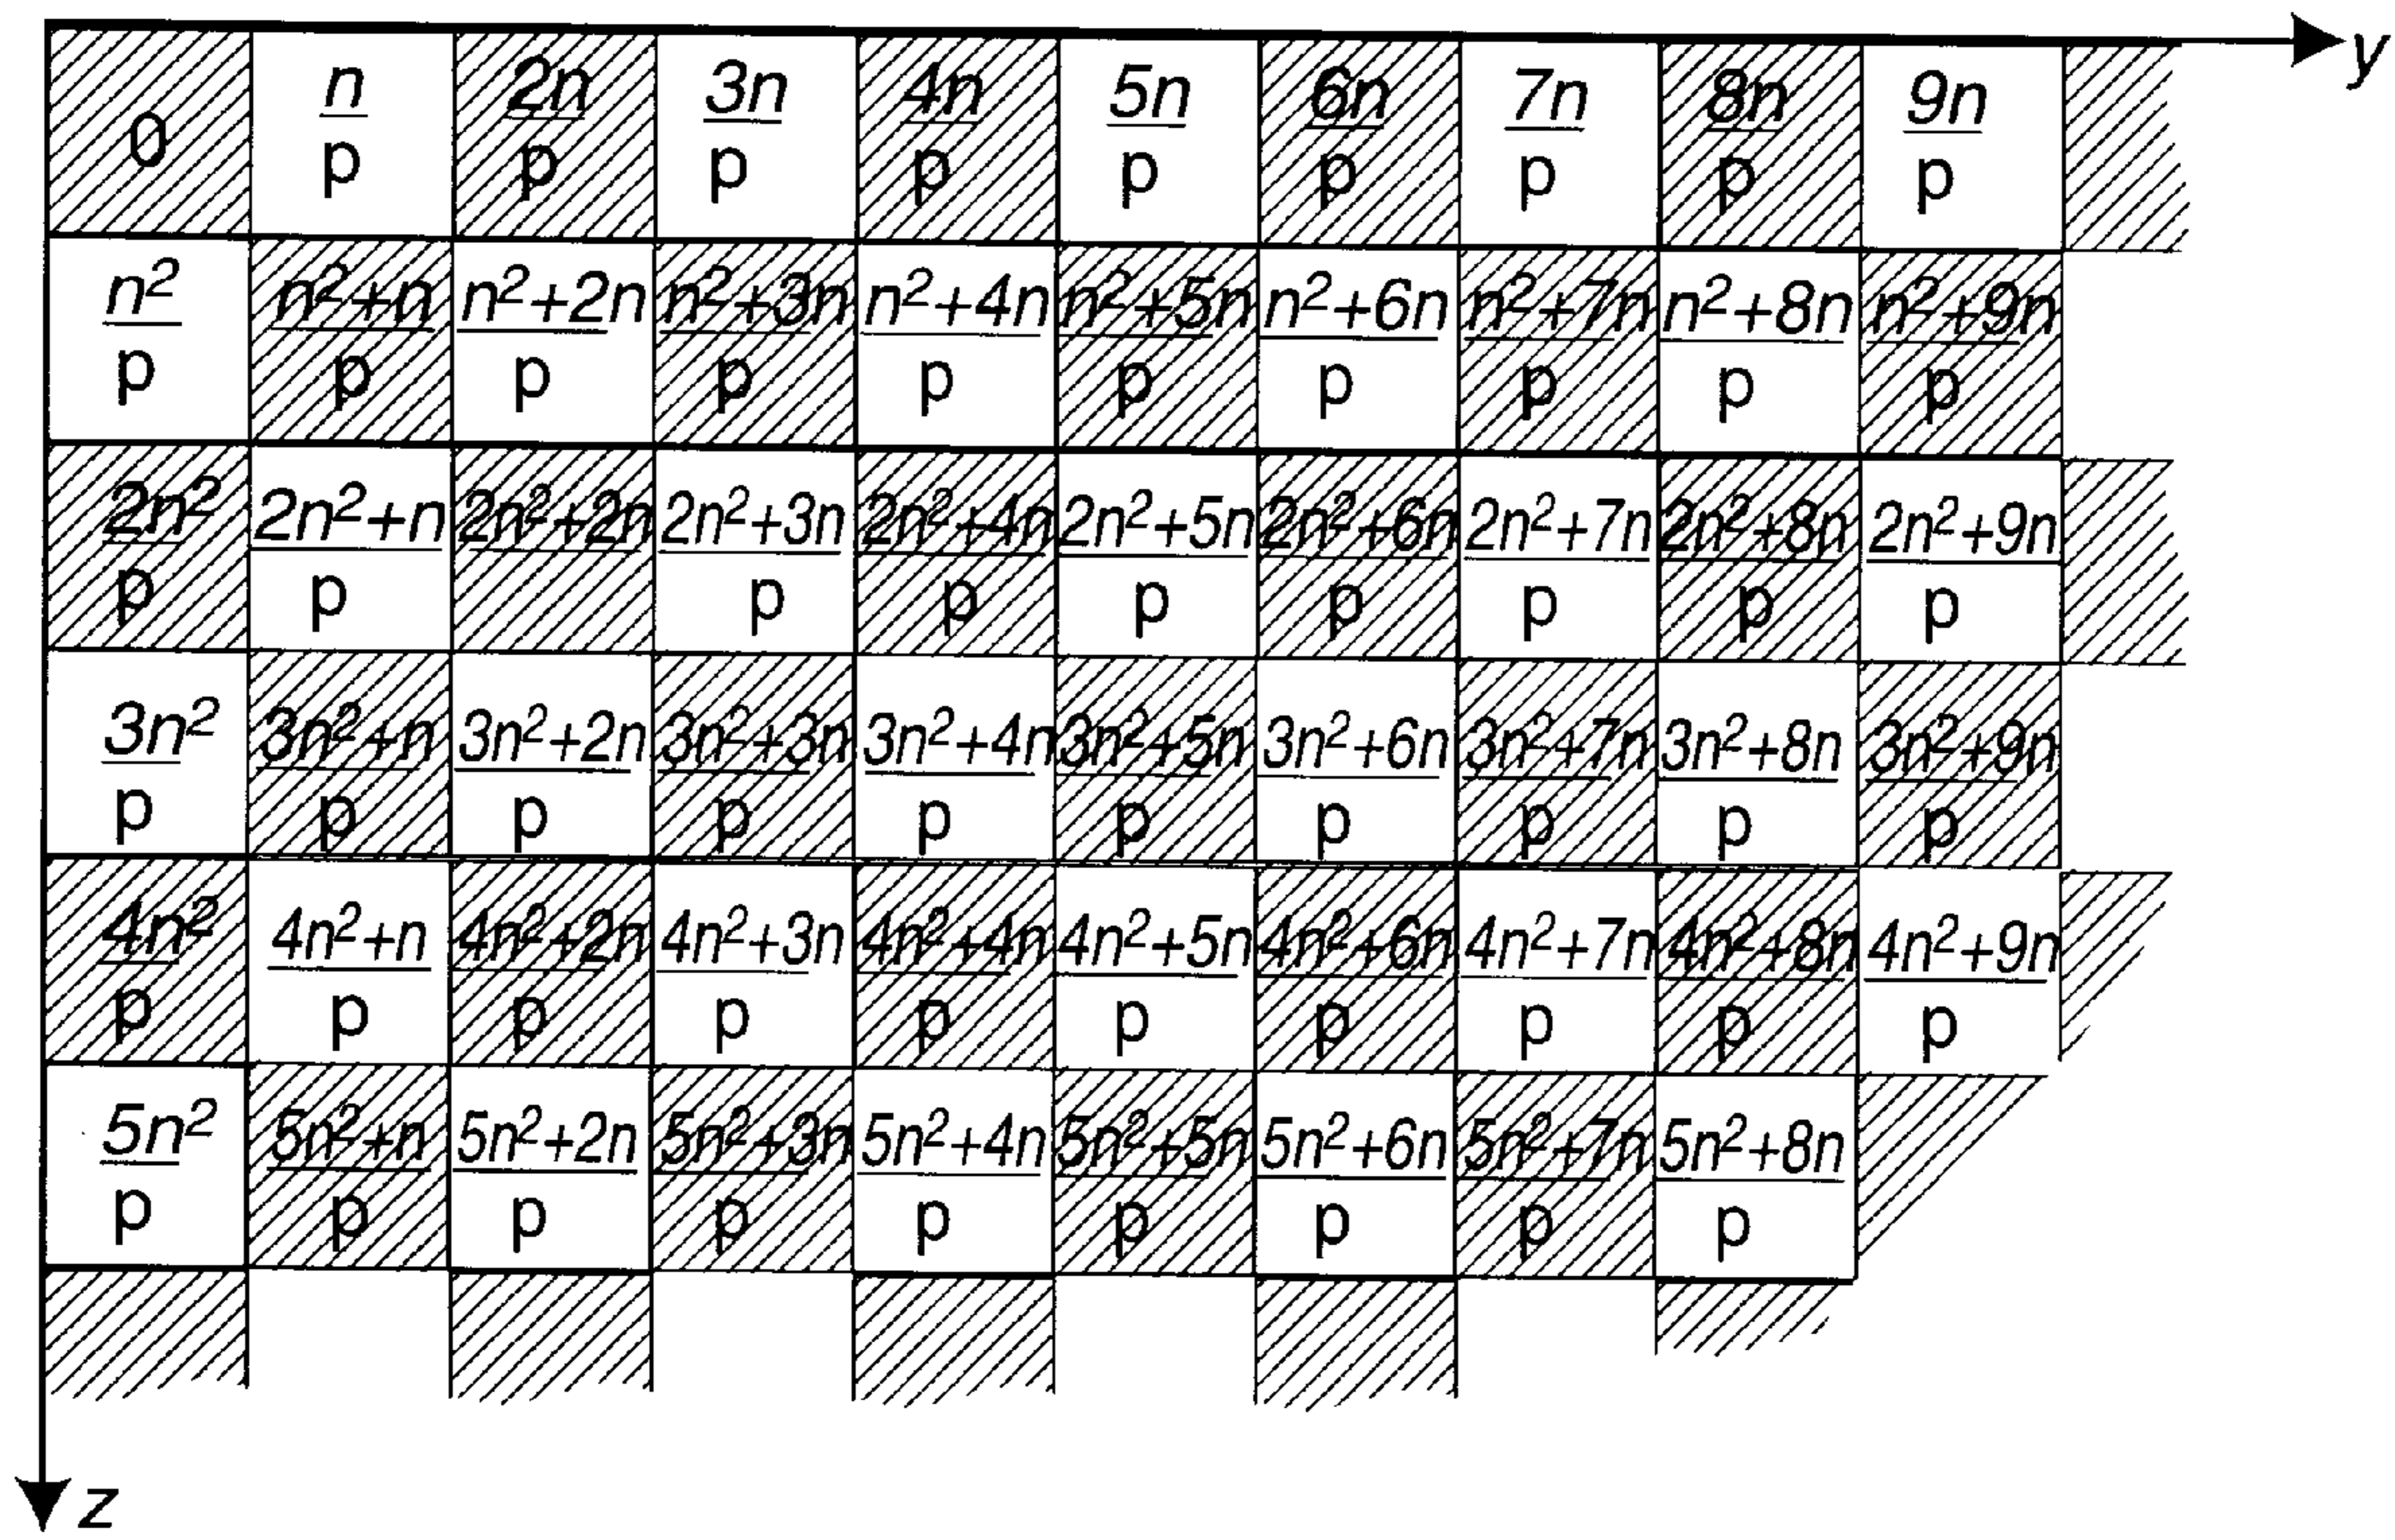 y
0 n/p 2n/p 3n/p 4n/p 5n/p 6n/p 7n/p 8n/p 9n/p
n²/p n²+n/p n²+2n/p n²+3n/p n²+4n/p n²+5n/p n²+6n/p n²+7n/p n²+8n/p n²+9n/p
2n²/p 2n²+n/p 2n²+2n 2n²+3n/p 2n²+4n/p 2n²+5n/p 2n²+6n/p 2n²+7n/p 2n²+8n/p 2n²+9n/p
3n²/p 3n²+n/p 3n²+2n/p 3n²+3n/p 3n²+4n/p 3n²+5n/p 3n²+6n/p 3n²+7n/p 3n²+8n/p 3n²+9n/p
4n²/p 4n²+n/p 4n²+2n/p 4n²+3n/p 4n²+4n/p 4n²+5n/p 4n²+6n/p 4n²+7n/p 4n²+8n/p 4n²+9n/p
5n²/p 5n²+n/p 5n²+2n/p 5n²+3n/p 5n²+4n/p 5n²+5n/p 5n²+6n/p 5n²+7n/p 5n²+8n/p
z